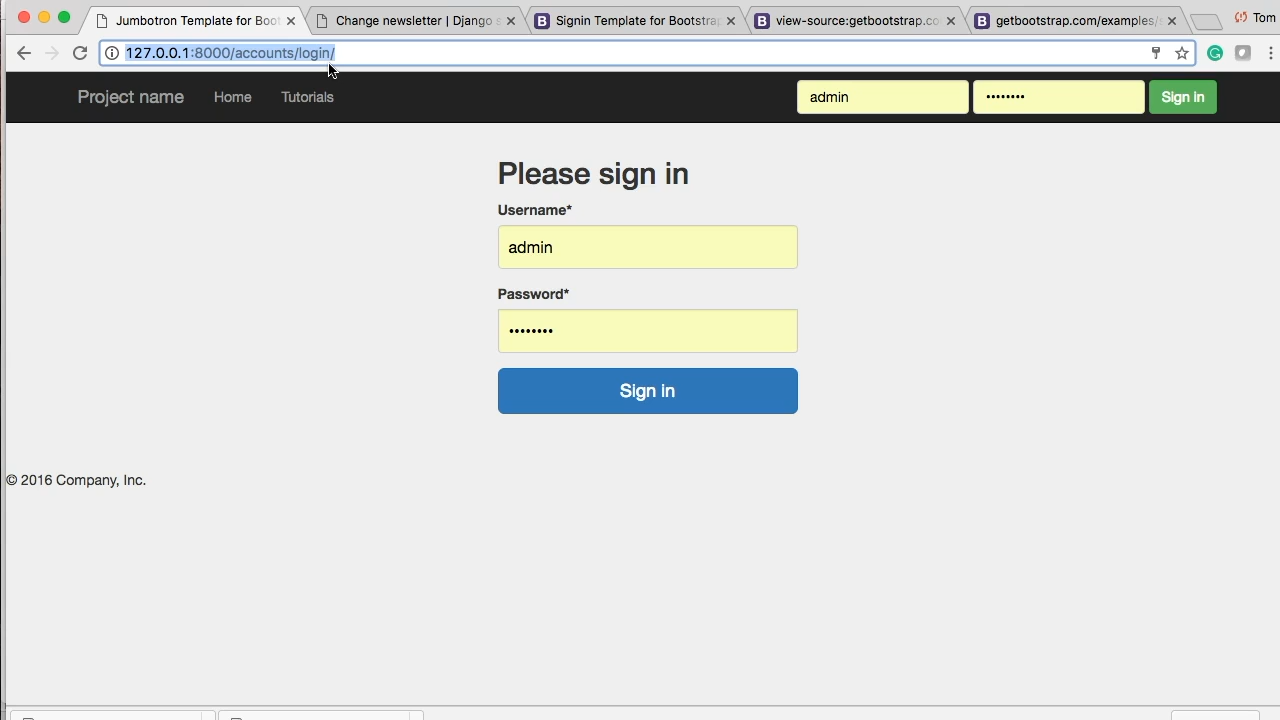 Jumbotron Template for Boot
Change newsletter | Django
Signin Template for Bootstrap
view-source:getbootstrap.co
getbootstrap.com/examples/s
Tom
127.0.0.1:8000/accounts/login/
Project name
Home
Tutorials
admin
••••••••
Sign in
Please sign in
Username*
admin
Password*
••••••••
Sign in
© 2016 Company, Inc.